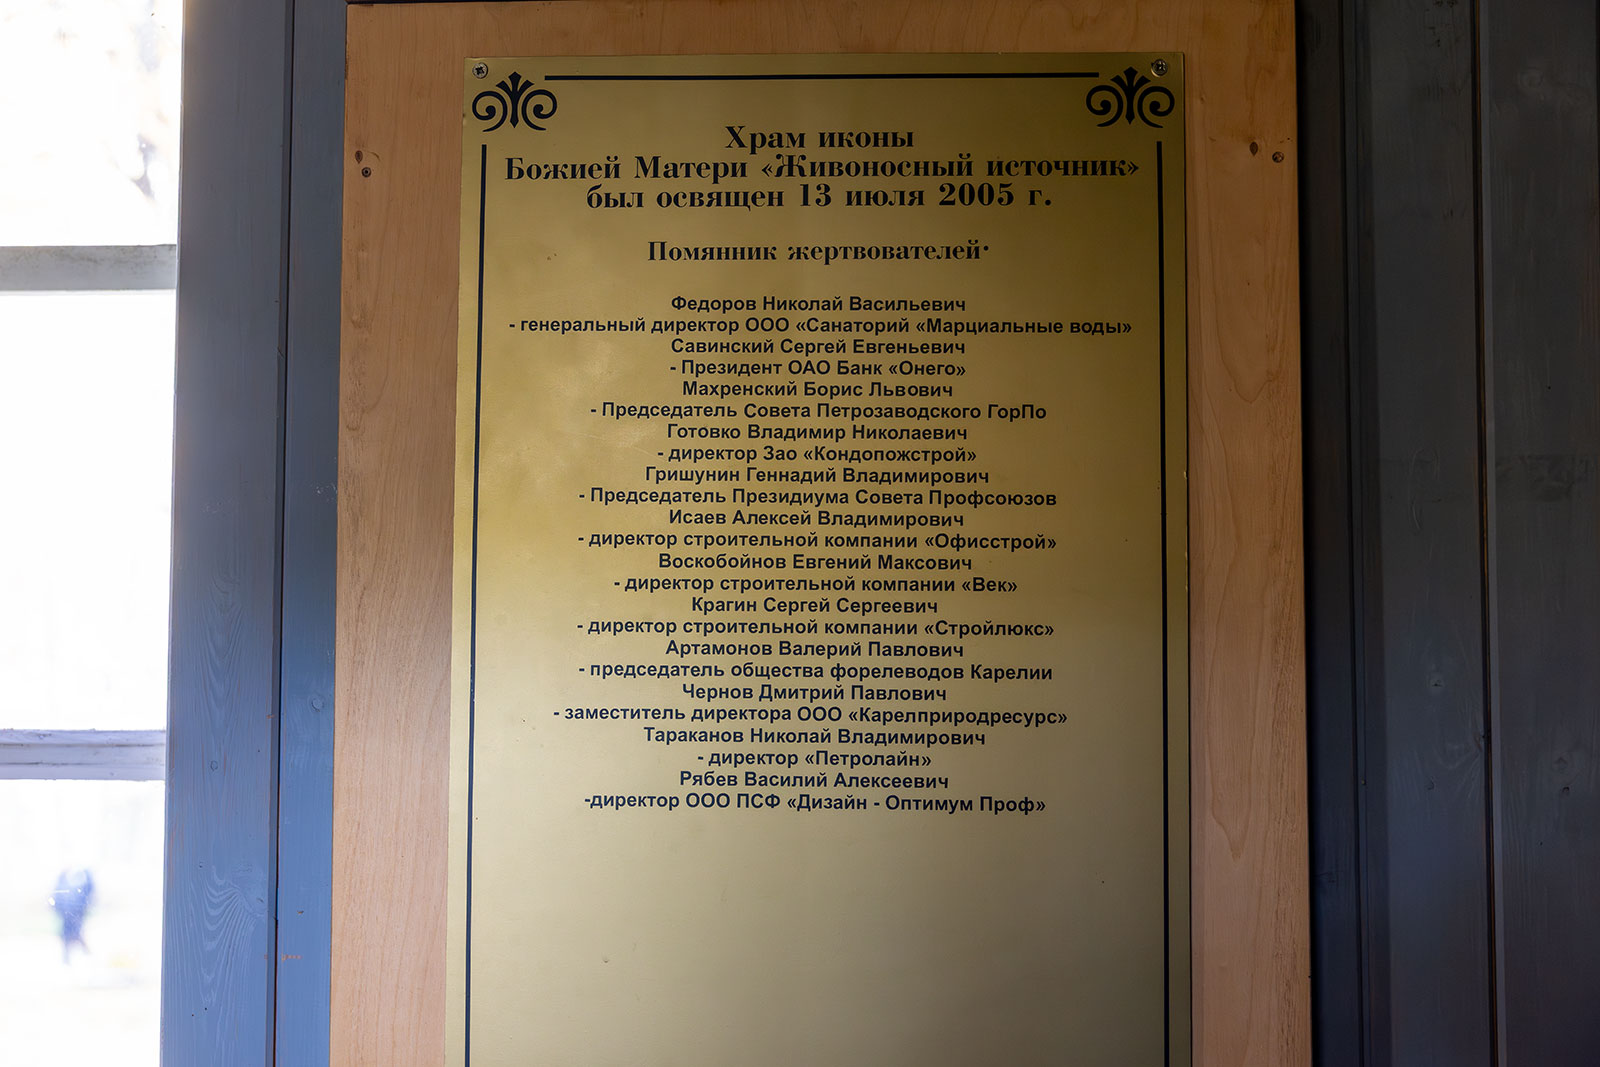 Храм иконы
Божией Матери «Живоносный источник»
был освящен 13 июля 2005 г.
Помянник жертвователей·
Федоров Николай Васильевич
- генеральный директор ООО «Санаторий «Марциальные воды»
Савинский Сергей Евгеньевич
- Президент ОАО Банк «Онего»
Махренский Борис Львович
- Председатель Совета Петрозаводского ГорПо
Готовко Владимир Николаевич
- директор Зао «Кондопожстрой»
Гришунин Геннадий Владимирович
- Председатель Президиума Совета Профсоюзов
Исаев Алексей Владимирович
- директор строительной компании «Офисстрой»
Воскобойнов Евгений Максович
- директор строительной компании «Век»
Крагин Сергей Сергеевич
- директор строительной компании «Стройлюкс»
Артамонов Валерий Павлович
- председатель общества форелеводов Карелии
Чернов Дмитрий Павлович
- заместитель директора ООО «Карелприродресурс»
Тараканов Николай Владимирович
- директор «Петролайн»
Рябев Василий Алексеевич
-директор ООО ПСФ «Дизайн - Оптимум Проф»